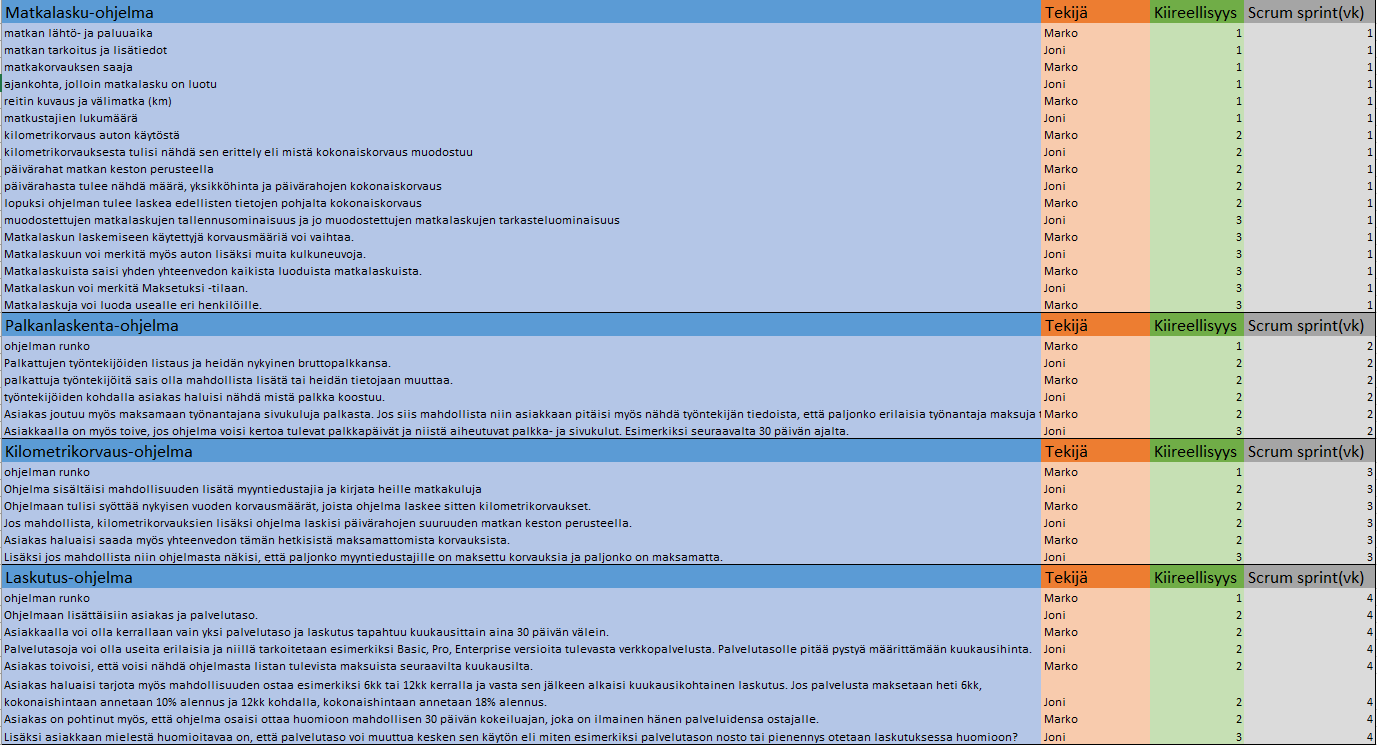 Matkalasku-ohjelma Tekijä Kiireellisyys Scrum sprint(vk)
matkan lähtö- ja paluuaika Marko 1 1
matkan tarkoitus ja lisätiedot Joni 1 1
matkakorvauksen saaja Marko 1 1
ajankohta, jolloin matkalasku on luotu Joni 1 1
reitin kuvaus ja välimatka (km) Marko 1 1
matkustajien lukumäärä Joni 1 1
kilometrikorvaus auton käytöstä Marko 2 1
kilometrikorvauksesta tulisi nähdä sen erittely eli mistä kokonaiskorvaus muodostuu Joni 2 1
päivärahat matkan keston perusteella Marko 2 1
päivärahasta tulee nähdä määrä, yksikköhinta ja päivärahojen kokonaiskorvaus Joni 2 1
lopuksi ohjelman tulee laskea edellisten tietojen pohjalta kokonaiskorvaus Marko 2 1
muodostettujen matkalaskujen tallennusominaisuus ja jo muodostettujen matkalaskujen tarkasteluominaisuus Joni 3 1
Matkalaskun laskemiseen käytettyjä korvausmääriä voi vaihtaa. Marko 3 1
Matkalaskuun voi merkitä myös auton lisäksi muita kulkuneuvoja. Joni 3 1
Matkalaskuista saisi yhden yhteenvedon kaikista luoduista matkalaskuista. Marko 3 1
Matkalaskun voi merkitä Maksetuksi -tilaan. Joni 3 1
Matkalaskuja voi luoda usealle eri henkilöille. Marko 3 1
Palkanlaskenta-ohjelma Tekijä Kiireellisyys Scrum sprint(vk)
ohjelman runko Marko 1 2
Palkattujen työntekijöiden listaus ja heidän nykyinen bruttopalkkansa. Joni 2 2
palkattuja työntekijöitä sais olla mahdollista lisätä tai heidän tietojaan muuttaa. Marko 2 2
työntekijöiden kohdalla asiakas haluisi nähdä mistä palkka koostuu. Joni 2 2
Asiakas joutuu myös maksamaan työnantajana sivukuluja palkasta. Jos siis mahdollista niin asiakkaan pitäisi myös nähdä työntekijän tiedoista, että paljonko erilaisia työnantaja maksuja t Marko 2 2
Asiakkaalla on myös toive, jos ohjelma voisi kertoa tulevat palkkapäivät ja niistä aiheutuvat palkka- ja sivukulut. Esimerkiksi seuraavalta 30 päivän ajalta. Joni 3 2
Kilometrikorvaus-ohjelma Tekijä Kiireellisyys Scrum sprint(vk)
ohjelman runko Marko 1 3
Ohjelma sisältäisi mahdollisuuden lisätä myyntiedustajia ja kirjata heille matkakuluja Joni 2 3
Ohjelmaan tulisi syöttää nykyisen vuoden korvausmäärät, joista ohjelma laskee sitten kilometrikorvaukset. Marko 2 3
Jos mahdollista, kilometrikorvauksien lisäksi ohjelma laskisi päivärahojen suuruuden matkan keston perusteella. Joni 2 3
Asiakas haluaisi saada myös yhteenvedon tämän hetkisistä maksamattomista korvauksista. Marko 2 3
Lisäksi jos mahdollista niin ohjelmasta näkisi, että paljonko myyntiedustajille on maksettu korvauksia ja paljonko on maksamatta. Joni 3 3
Laskutus-ohjelma Tekijä Kiireellisyys Scrum sprint(vk)
ohjelman runko Marko 1 4
Ohjelmaan lisättäisiin asiakas ja palvelutaso. Joni 2 4
Asiakkaalla voi olla kerrallaan vain yksi palvelutaso ja laskutus tapahtuu kuukausittain aina 30 päivän välein. Marko 2 4
Palvelutasoja voi olla useita erilaisia ja niillä tarkoitetaan esimerkiksi Basic, Pro, Enterprise versioita tulevasta verkkopalvelusta. Palvelutasolle pitää pystyä määrittämään kuukausihinta. Joni 2 4
Asiakas toivoisi, että voisi nähdä ohjelmasta listan tulevista maksuista seuraavilta kuukausilta. Marko 2 4
Asiakas haluaisi tarjota myös mahdollisuuden ostaa esimerkiksi 6kk tai 12kk kerralla ja vasta sen jälkeen alkaisi kuukausikohtainen laskutus. Jos palvelusta maksetaan heti 6kk,
kokonaishintaan annetaan 10% alennus ja 12kk kohdalla, kokonaishintaan annetaan 18% alennus. Joni 2 4
Asiakas on pohtinut myös, että ohjelma osaisi ottaa huomioon mahdollisen 30 päivän kokeiluajan, joka on ilmainen hänen palveluidensa ostajalle. Marko 2 4
Lisäksi asiakkaan mielestä huomioitavaa on, että palvelutaso voi muuttua kesken sen käytön eli miten esimerkiksi palvelutason nosto tai pienennys otetaan laskutuksessa huomioon? Joni 3 4